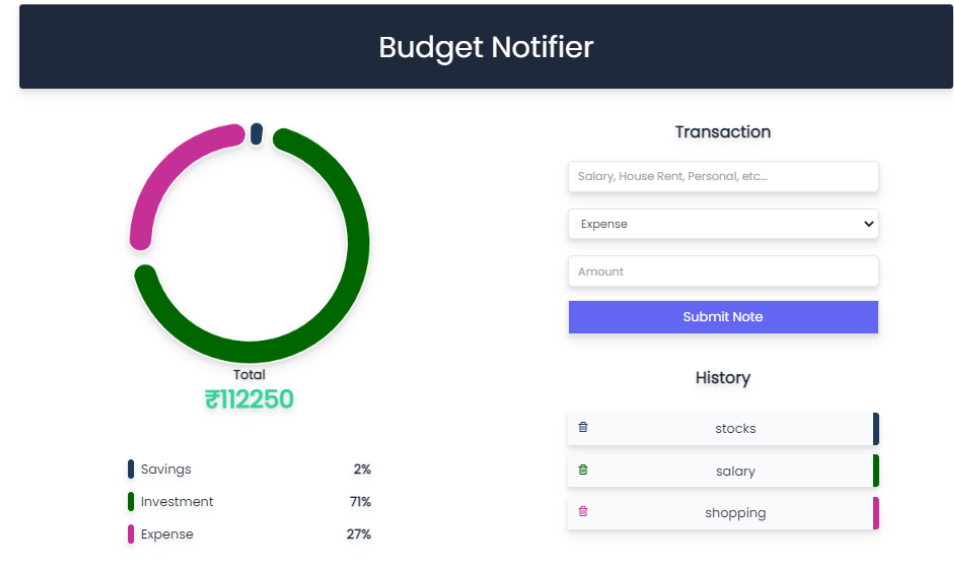 Budget Notifier
Total
₹112250
Savings 2%
Investment 71%
Expense 27%
Transaction
Salary, House Rent, Personal, etc...
Expense
Amount
Submit Note
History
stocks
salary
shopping